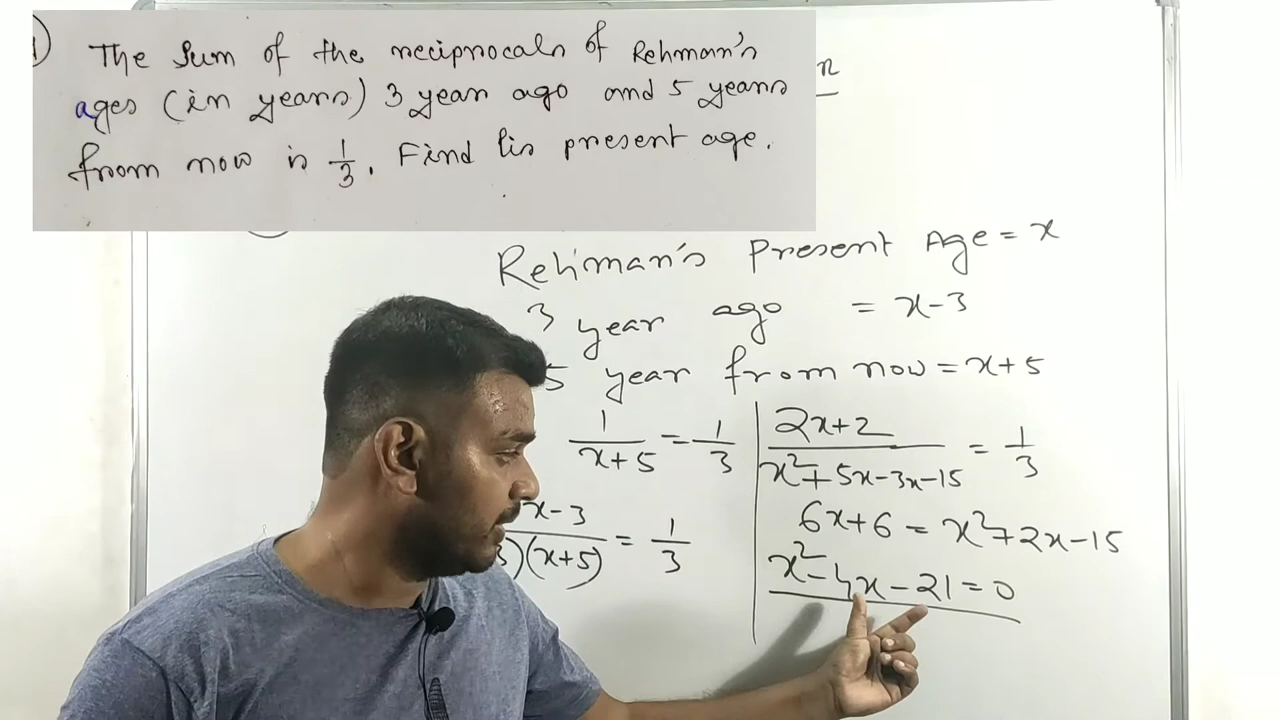 The Sum of the reciprocals of Rehman's
ages (in years) 3 year ago and 5 years
from now is 1/3. Find his present age.
n
Rehman's Present Age = x
3 year ago = x-3
5 year from now = x+5
1/(x+5) = 1/3
x-3
)(x+5) = 1/3
(2x+2)/(x²+5x-3x-15) = 1/3
6x+6 = x²+2x-15
x²-4x-21=0